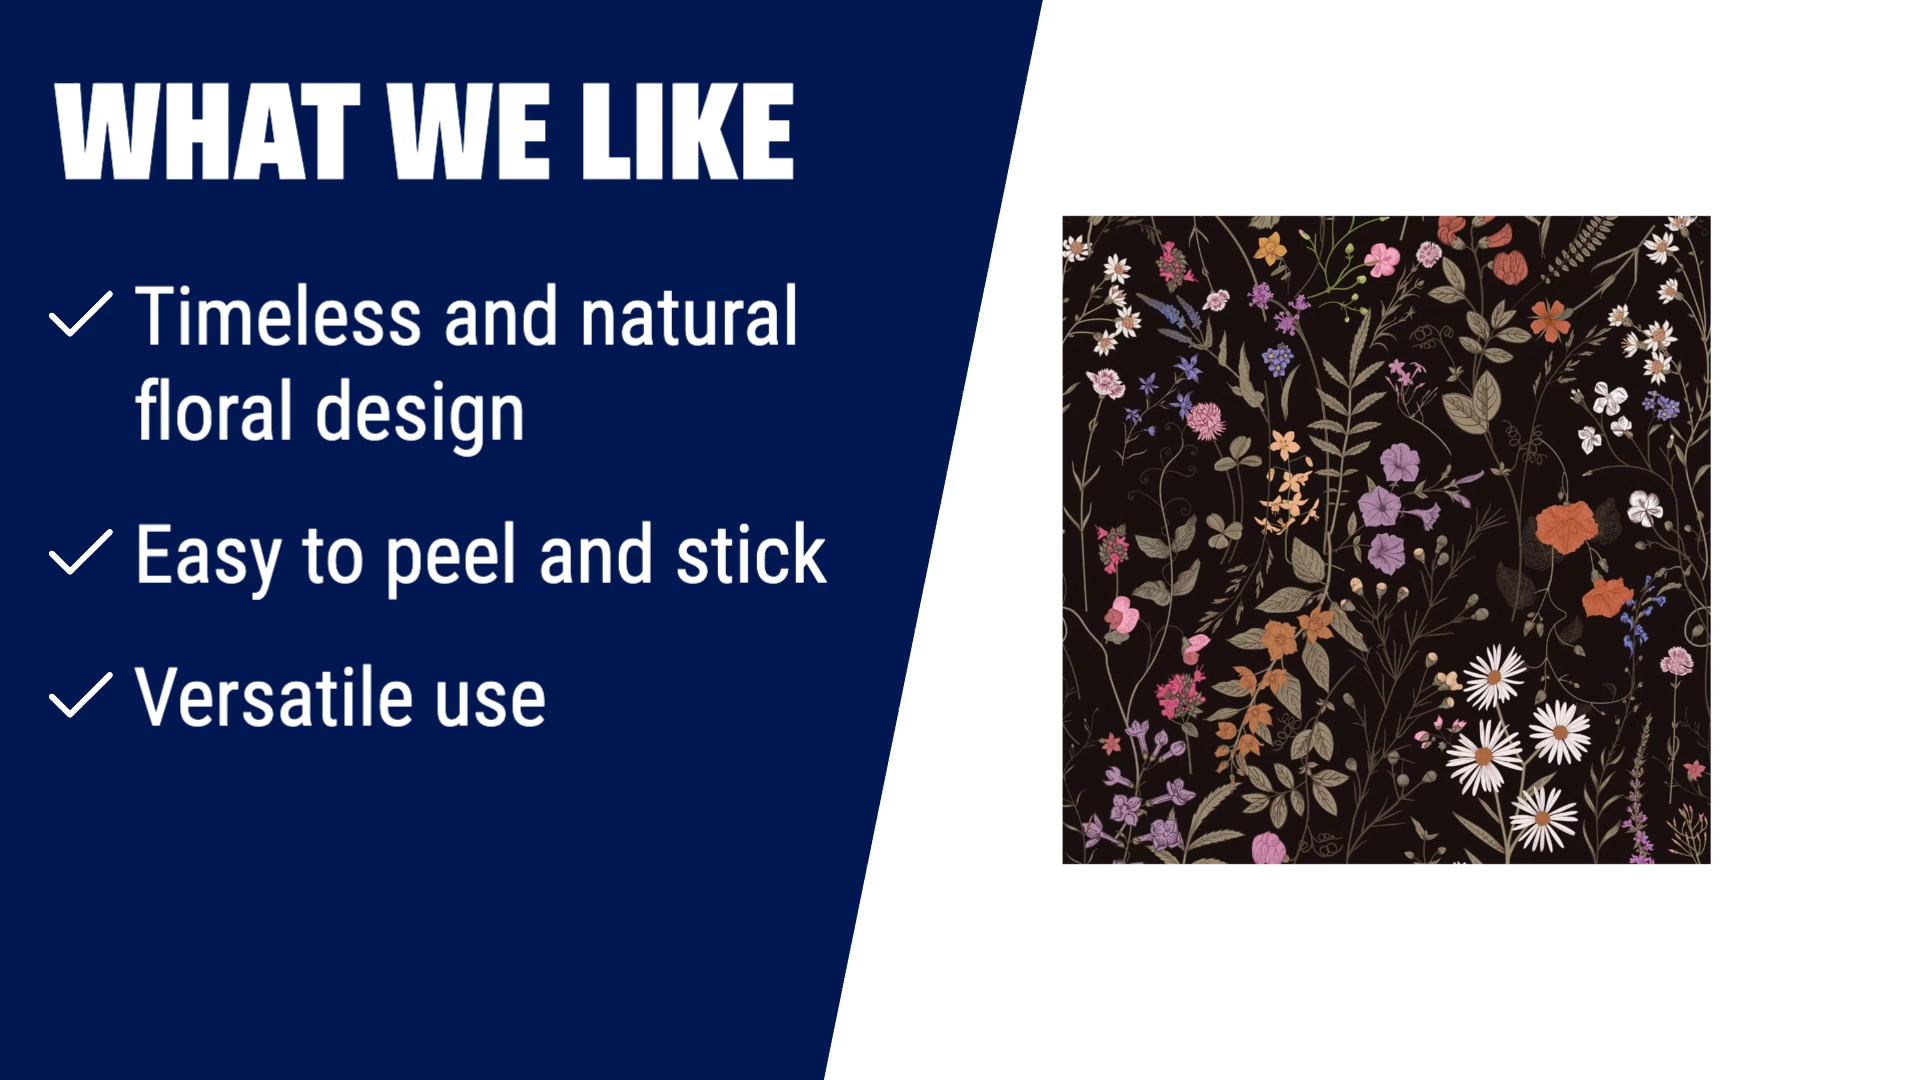 WHAT WE LIKE
Timeless and natural
floral design
Easy to peel and stick
Versatile use